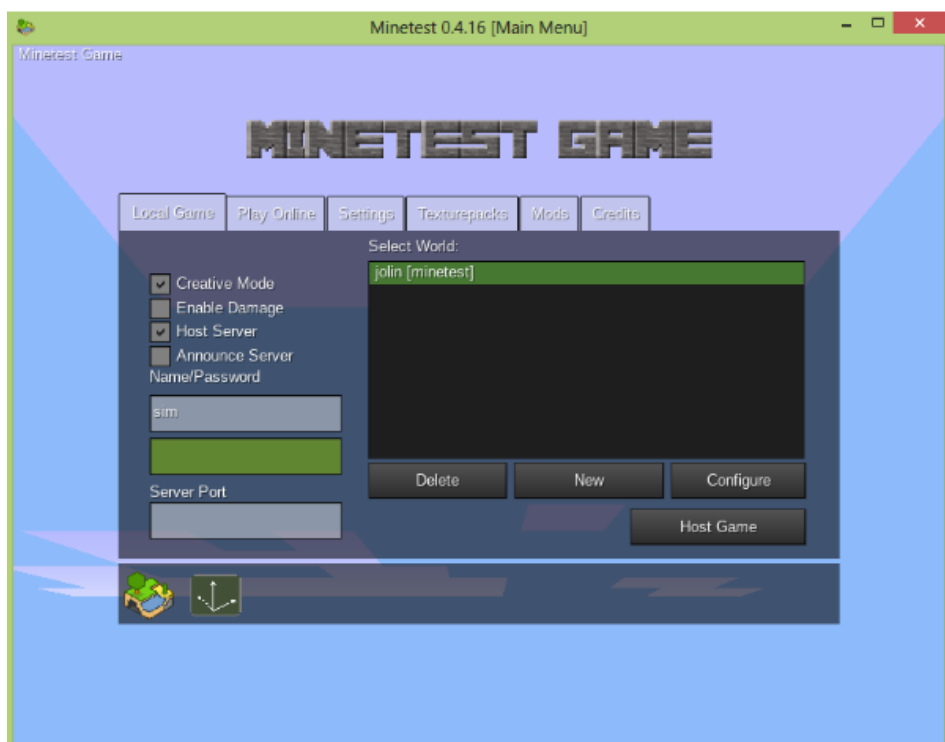 Minetest 0.4.16 [Main Menu]
Minetest Game
MINETEST GAME
Local Game Play Online Settings Texturepacks Mods Credits
Select World:
jolin [minetest]
Creative Mode
Enable Damage
Host Server
Announce Server
Name/Password
sim
Server Port
Delete New Configure
Host Game